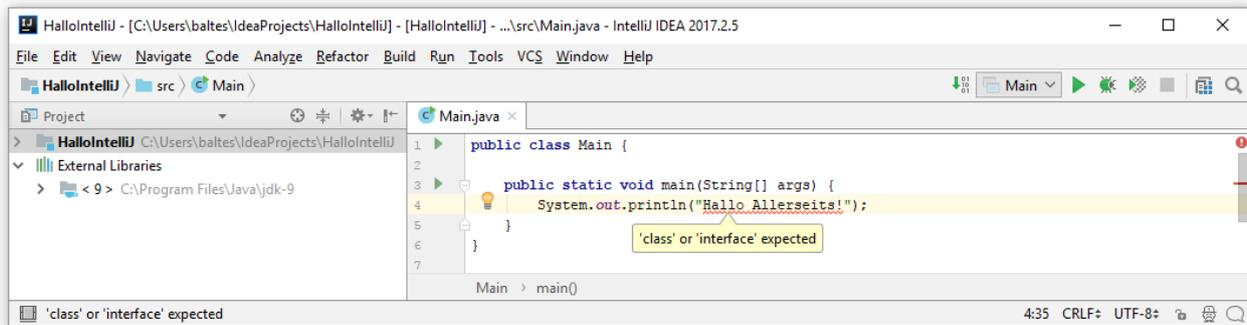 HalloIntelliJ - [C:\Users\baltes\IdeaProjects\HalloIntelliJ] - [HalloIntelliJ] - ...\src\Main.java - IntelliJ IDEA 2017.2.5
File Edit View Navigate Code Analyze Refactor Build Run Tools VCS Window Help
HalloIntelliJ src Main Main
Project Main.java
HalloIntelliJ C:\Users\baltes\IdeaProjects\HalloIntelliJ
External Libraries
< 9 > C:\Program Files\Java\jdk-9
1 public class Main {
2
3 public static void main(String[] args) {
4 System.out.println("Hallo Allerseits!");
5 }
'class' or 'interface' expected
6 }
7
Main > main()
'class' or 'interface' expected 4:35 CRLF UTF-8